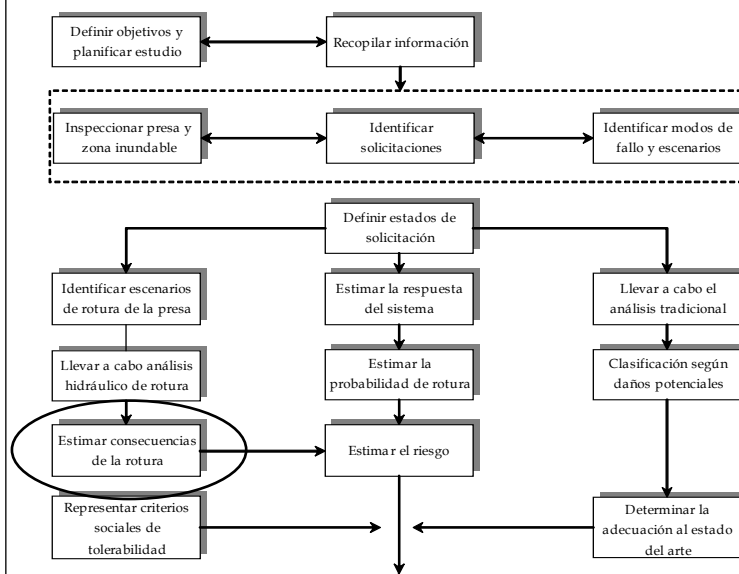 Definir objetivos y
planificar estudio
Recopilar información
Inspeccionar presa y
zona inundable
Identificar
solicitaciones
Identificar modos de
fallo y escenarios
Definir estados de
solicitación
Identificar escenarios
de rotura de la presa
Estimar la respuesta
del sistema
Llevar a cabo el
análisis tradicional
Llevar a cabo análisis
hidráulico de rotura
Estimar la
probabilidad de rotura
Clasificación según
daños potenciales
Estimar consecuencias
de la rotura
Estimar el riesgo
Representar criterios
sociales de
tolerabilidad
Determinar la
adecuación al estado
del arte